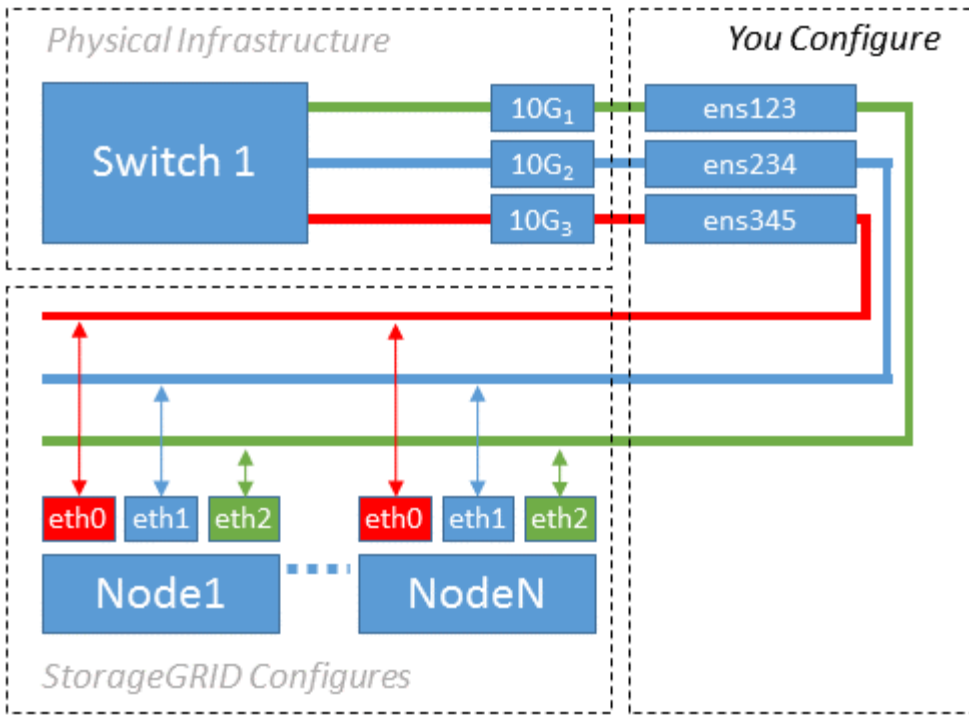 Physical Infrastructure
You Configure
Switch 1
10G₁
ens123
10G₂
ens234
10G₃
ens345
eth0 eth1 eth2
eth0 eth1 eth2
Node1
NodeN
StorageGRID Configures